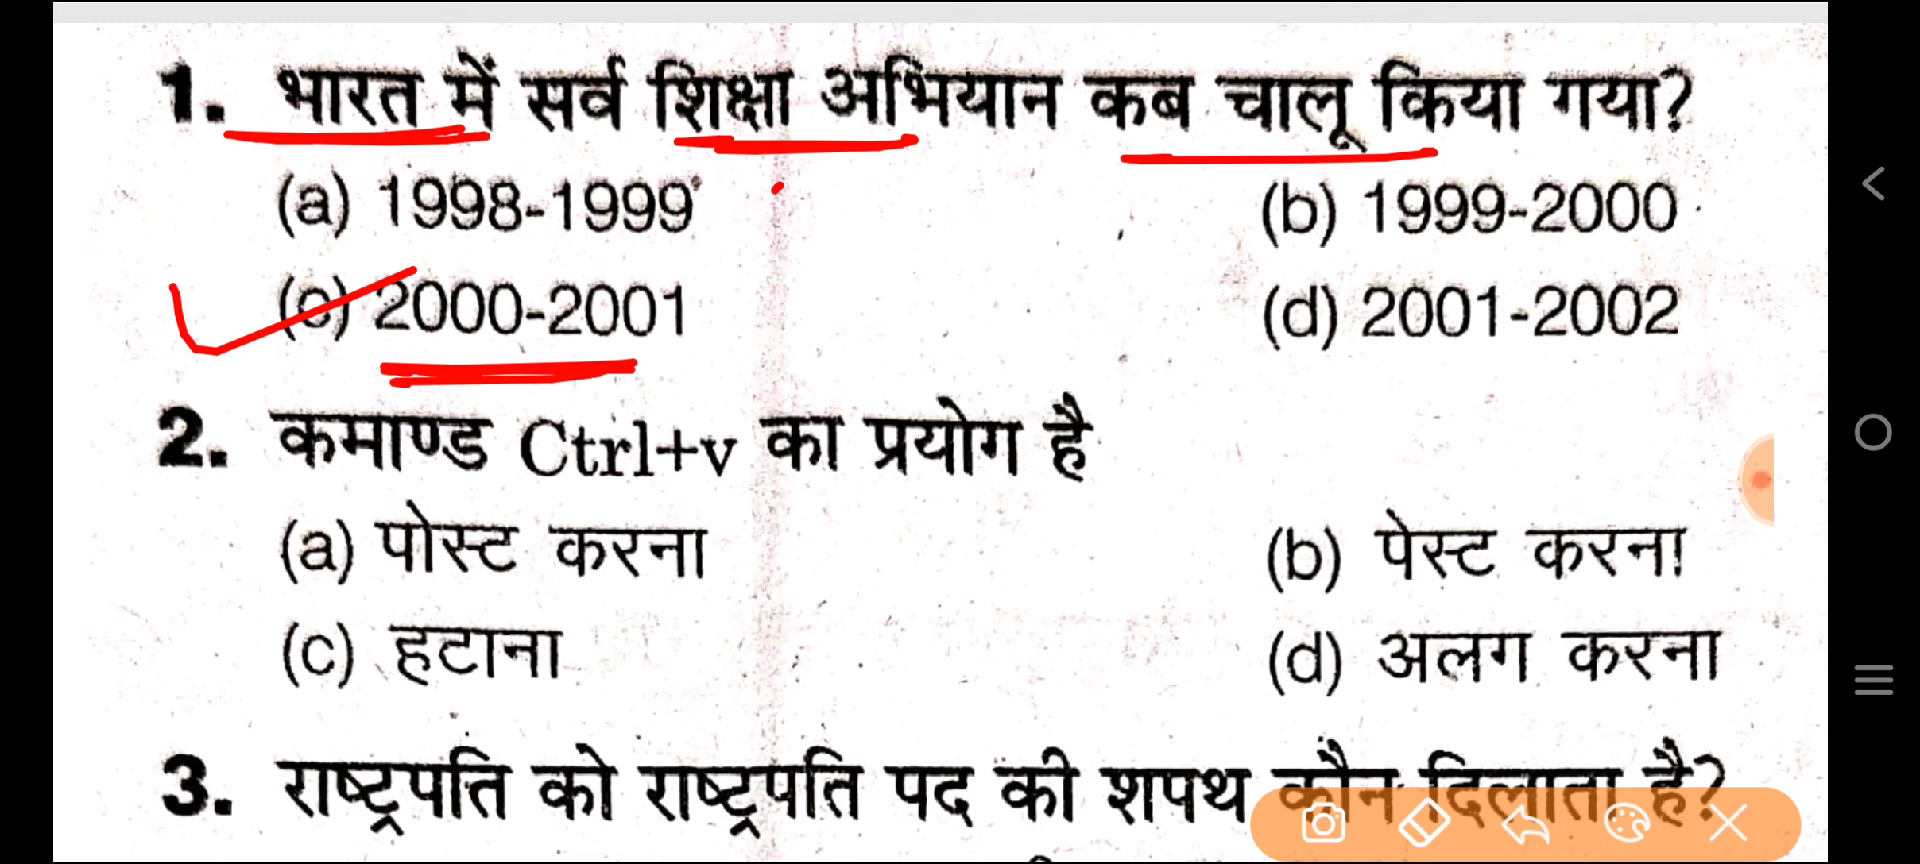 1. भारत में सर्व शिक्षा अभियान कब चालू किया गया?
(a) 1998-1999 (b) 1999-2000
(c) 2000-2001 (d) 2001-2002
2. कमाण्ड Ctrl+v का प्रयोग है
(a) पोस्ट करना (b) पेस्ट करना
(c) हटाना (d) अलग करना
3. राष्ट्रपति को राष्ट्रपति पद की शपथ कौन दिलाता है?